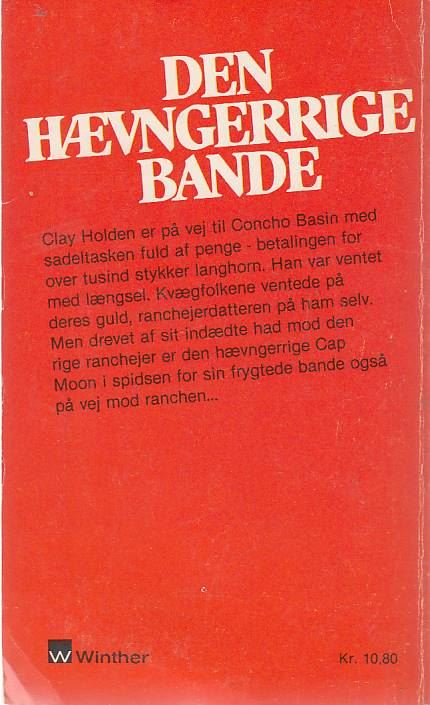 DEN
HÆVNGERRIGE
BANDE
Clay Holden er på vej til Concho Basin med
sadeltasken fuld af penge - betalingen for
over tusind stykker langhorn. Han var ventet
med længsel. Kvægfolkene ventede på
deres guld, ranchejerdatteren på ham selv.
Men drevet af sit indædte had mod den
rige ranchejer er den hævngerrige Cap
Moon i spidsen for sin frygtede bande også
på vej mod ranchen...
W Winther
Kr. 10,80